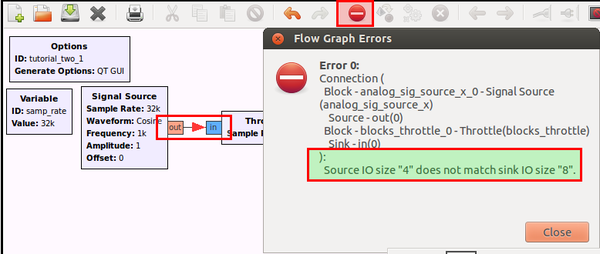 Options
ID: tutorial_two_1
Generate Options: QT GUI
Variable
ID: samp_rate
Value: 32k
Signal Source
Sample Rate: 32k
Waveform: Cosine
Frequency: 1k
Amplitude: 1
Offset: 0
out
in
Flow Graph Errors
Error 0:
Connection (
Block - analog_sig_source_x_0 - Signal Source
(analog_sig_source_x)
Source - out(0)
Block - blocks_throttle_0 - Throttle(blocks_throttle)
Sink - in(0)
):
Source IO size "4" does not match sink IO size "8".
Close